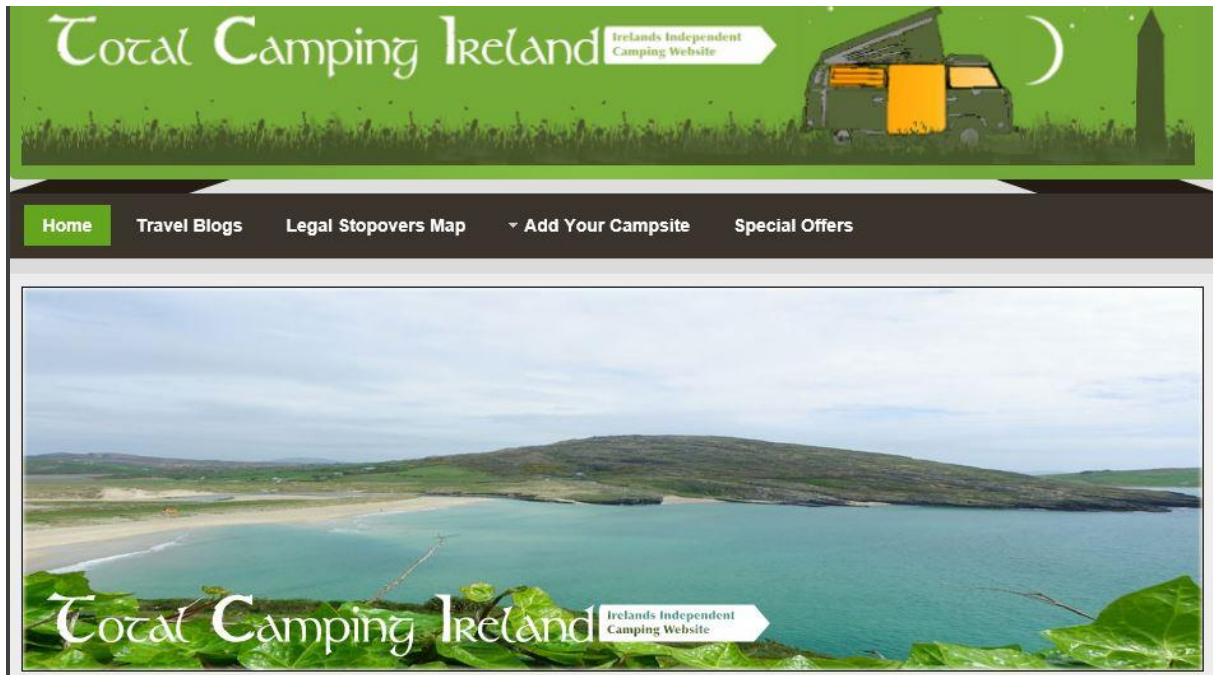 Total Camping Ireland
Irelands Independent
Camping Website
Home Travel Blogs Legal Stopovers Map Add Your Campsite Special Offers
Total Camping Ireland
Irelands Independent
Camping Website